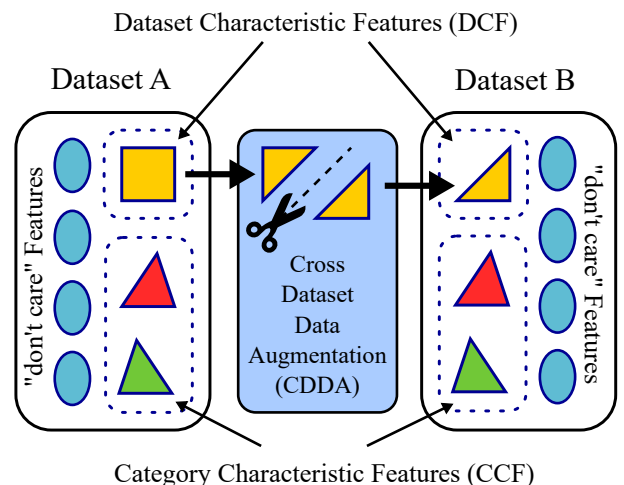 Dataset Characteristic Features (DCF)
Dataset A
Dataset B
"don't care" Features
"don't care" Features
Cross
Dataset
Data
Augmentation
(CDDA)
Category Characteristic Features (CCF)